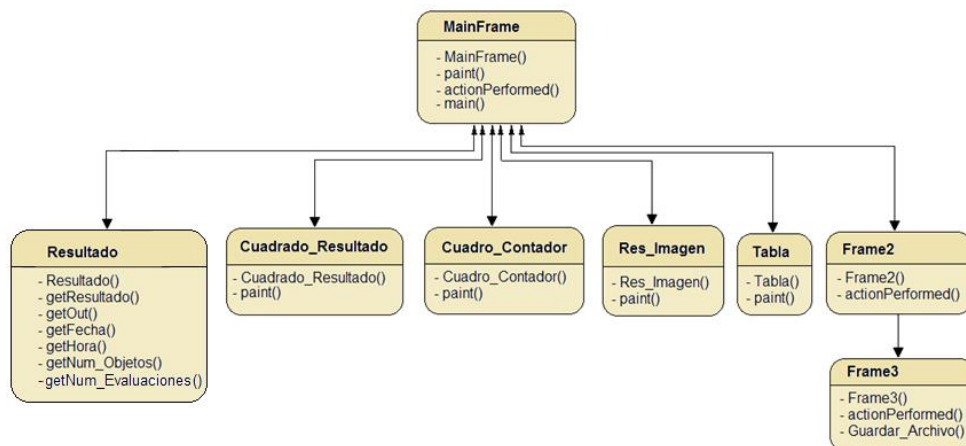 MainFrame
- MainFrame()
- paint()
- actionPerformed()
- main()
Resultado
- Resultado()
- getResultado()
- getOut()
- getFecha()
- getHora()
- getNum_Objetos()
- getNum_Evaluaciones()
Cuadrado_Resultado
- Cuadrado_Resultado()
- paint()
Cuadro_Contador
- Cuadro_Contador()
- paint()
Res_Imagen
- Res_Imagen()
- paint()
Tabla
- Tabla()
- paint()
Frame2
- Frame2()
- actionPerformed()
Frame3
- Frame3()
- actionPerformed()
- Guardar_Archivo()